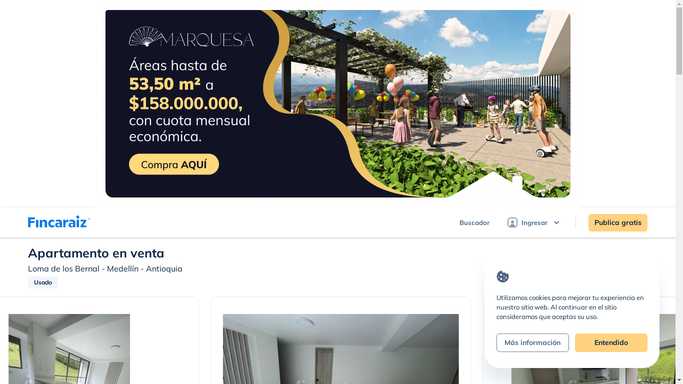 MARQUESA
Áreas hasta de
53,50 m² a
$158.000.000,
con cuota mensual
económica.
Compra AQUÍ
Fincaraiz
Buscador
Ingresar
Publica gratis
Apartamento en venta
Loma de los Bernal - Medellín - Antioquia
Usado
Utilizamos cookies para mejorar tu experiencia en
nuestro sitio web. Al continuar en el sitio
consideramos que aceptas su uso.
Más información
Entendido